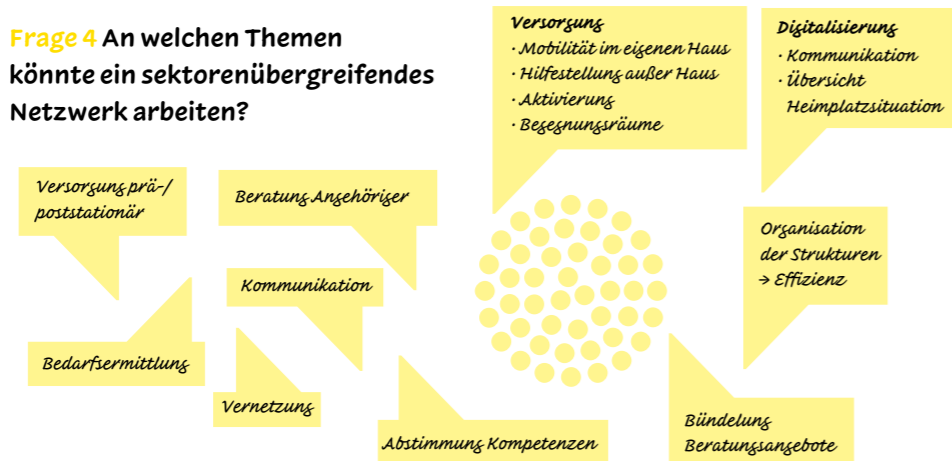 Frage 4 An welchen Themen
könnte ein sektorenübergreifendes
Netzwerk arbeiten?
Versorgung
· Mobilität im eigenen Haus
· Hilfestellung außer Haus
· Aktivierung
· Begegnungsräume
Digitalisierung
· Kommunikation
· Übersicht
Heimplatzsituation
Versorgung prä-/
poststationär
Beratung Angehöriger
Organisation
der Strukturen
→ Effizienz
Kommunikation
Bedarfsermittlung
Vernetzung
Abstimmung Kompetenzen
Bündelung
Beratungsangebote